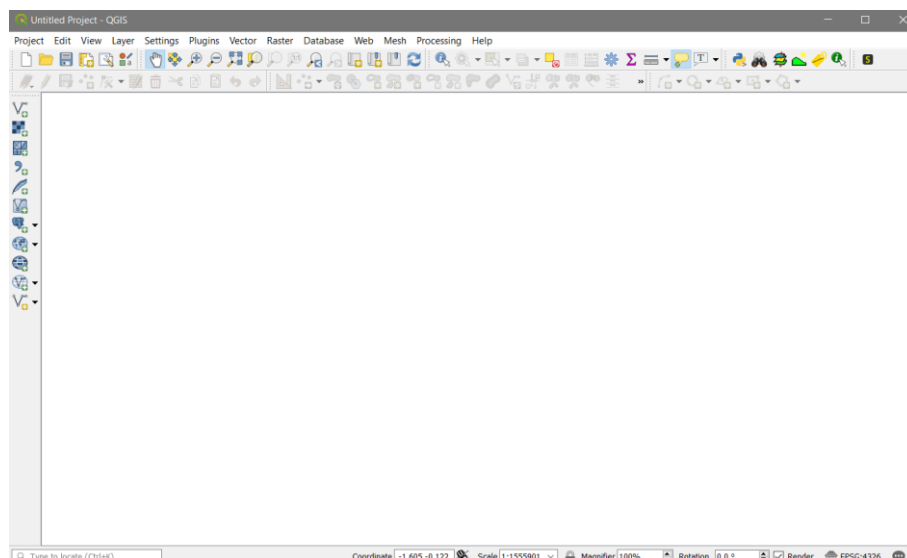 Untitled Project - QGIS
Project Edit View Layer Settings Plugins Vector Raster Database Web Mesh Processing Help
Type to locate (Ctrl+K) Coordinate -1.605,-0.122 Scale 1:1555901 Magnifier 100% Rotation 0.0 ° Render EPSG:4326